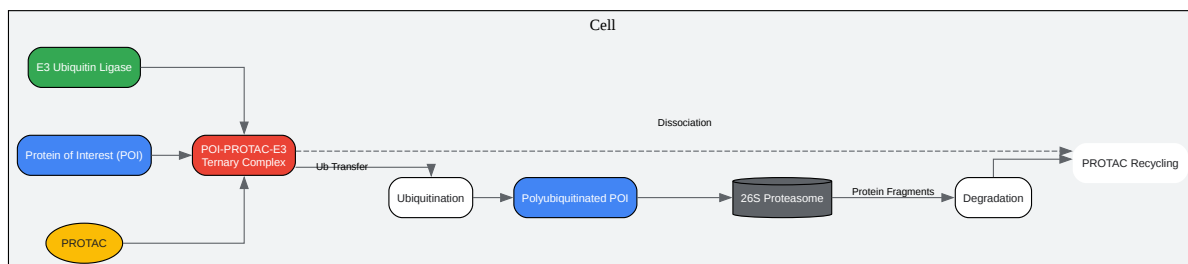 Cell
E3 Ubiquitin Ligase
Dissociation
Protein of Interest (POI)
POI-PROTAC-E3
Ternary Complex
Ub Transfer
PROTAC Recycling
Ubiquitination
Polyubiquitinated POI
26S Proteasome
Protein Fragments
Degradation
PROTAC